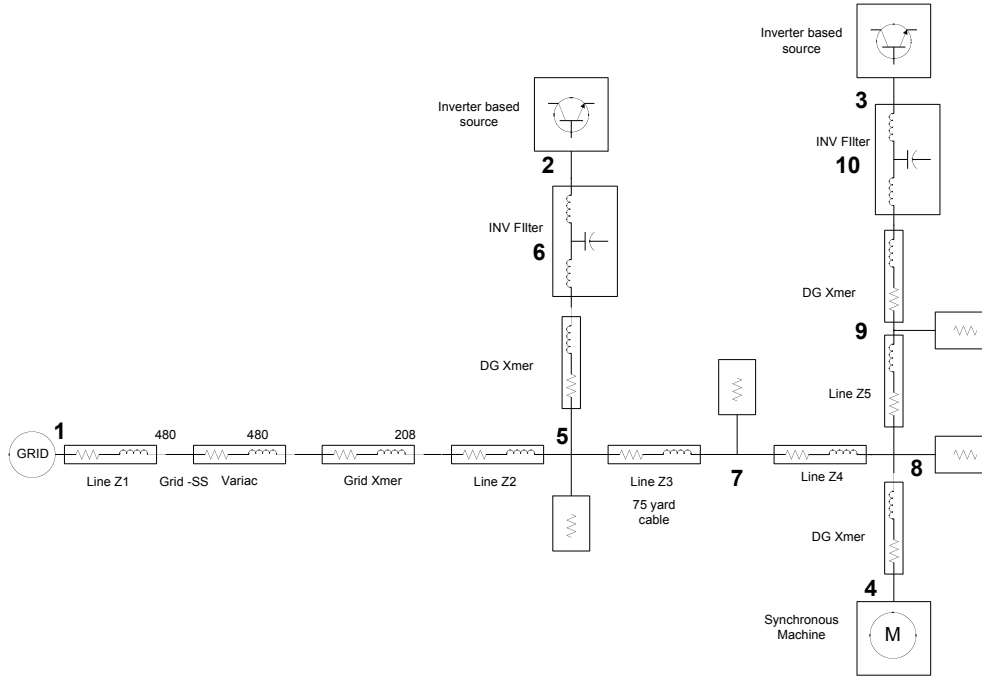 Inverter based
source
3
INV FIlter
10
Inverter based
source
2
INV FIlter
6
DG Xmer
9
DG Xmer
Line Z5
GRID
1
480
480
208
5
7
8
Line Z1
Grid -SS
Variac
Grid Xmer
Line Z2
Line Z3
75 yard
cable
Line Z4
DG Xmer
4
Synchronous
Machine
M